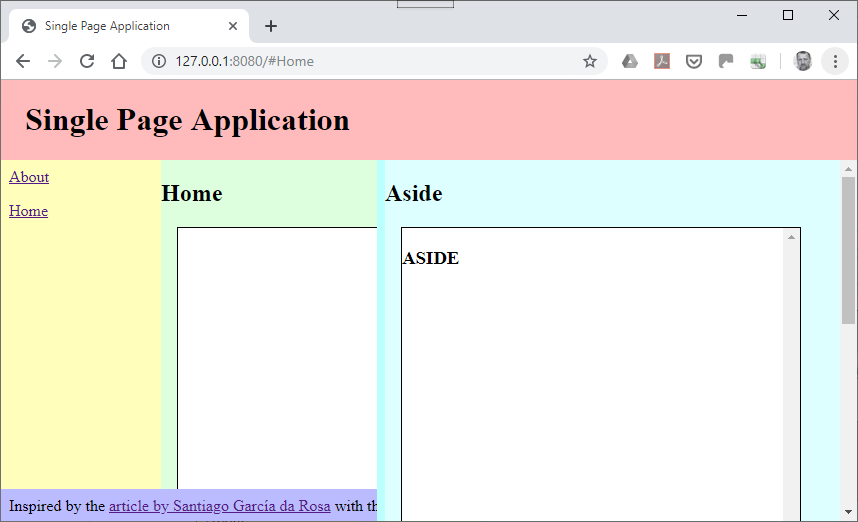 Single Page Application
127.0.0.1:8080/#Home
Single Page Application
About
Home
Home
Aside
ASIDE
Inspired by the article by Santiago García da Rosa with th